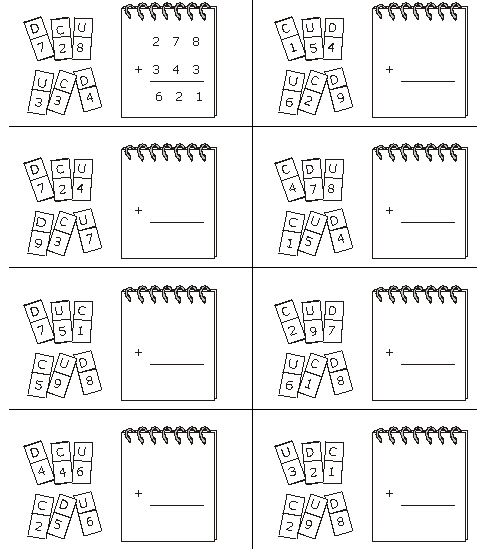 D C U
7 2 8
U C D
3 3 4
2 7 8
+ 3 4 3
6 2 1
C U D
1 5 4
U C D
6 2 9
+
D C U
7 2 4
D C U
9 3 7
+
C D U
4 7 8
C U D
1 5 4
+
D U C
7 5 1
C U D
5 9 8
+
C U D
2 9 7
U C D
6 1 8
+
D C U
4 4 6
C D U
2 5 6
+
U D C
3 2 1
C U D
2 9 8
+